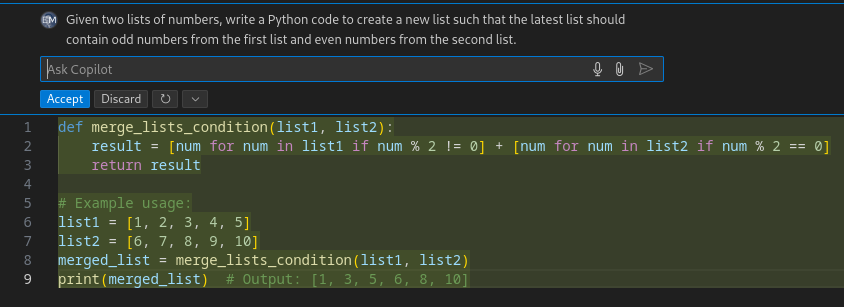 Given two lists of numbers, write a Python code to create a new list such that the latest list should
contain odd numbers from the first list and even numbers from the second list.
Ask Copilot
Accept Discard
1 def merge_lists_condition(list1, list2):
2     result = [num for num in list1 if num % 2 != 0] + [num for num in list2 if num % 2 == 0]
3     return result
4
5 # Example usage:
6 list1 = [1, 2, 3, 4, 5]
7 list2 = [6, 7, 8, 9, 10]
8 merged_list = merge_lists_condition(list1, list2)
9 print(merged_list)  # Output: [1, 3, 5, 6, 8, 10]